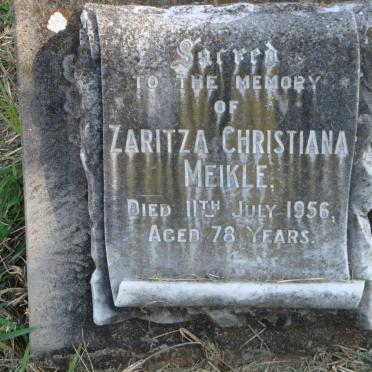 Sacred
TO THE MEMORY
OF
ZARITZA CHRISTIANA
MEIKLE,
DIED 11TH JULY 1956,
AGED 78 YEARS.